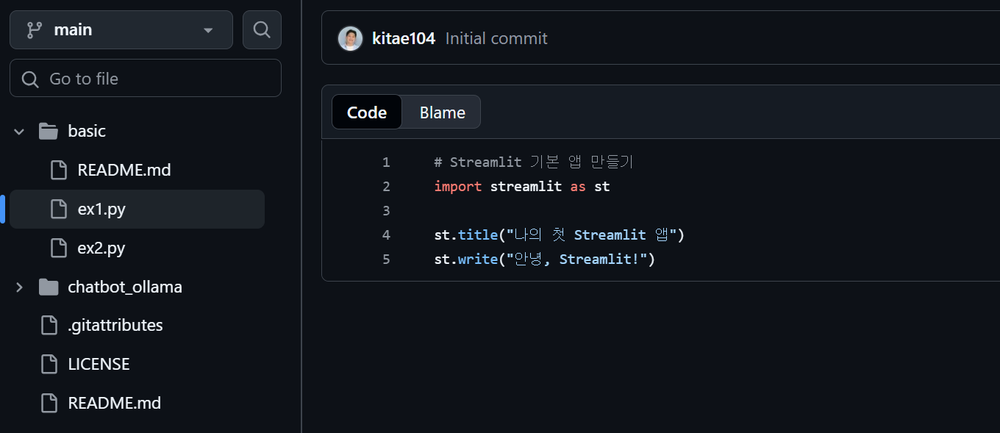 main
Go to file
basic
README.md
ex1.py
ex2.py
chatbot_ollama
.gitattributes
LICENSE
README.md
kitae104 Initial commit
Code Blame
1 # Streamlit 기본 앱 만들기
2 import streamlit as st
3
4 st.title("나의 첫 Streamlit 앱")
5 st.write("안녕, Streamlit!")